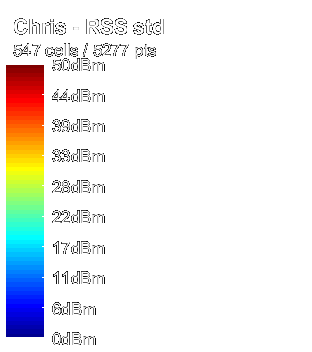 Chris - RSS std
547 cells / 5277 pts
50dBm
44dBm
39dBm
33dBm
28dBm
22dBm
17dBm
11dBm
6dBm
0dBm